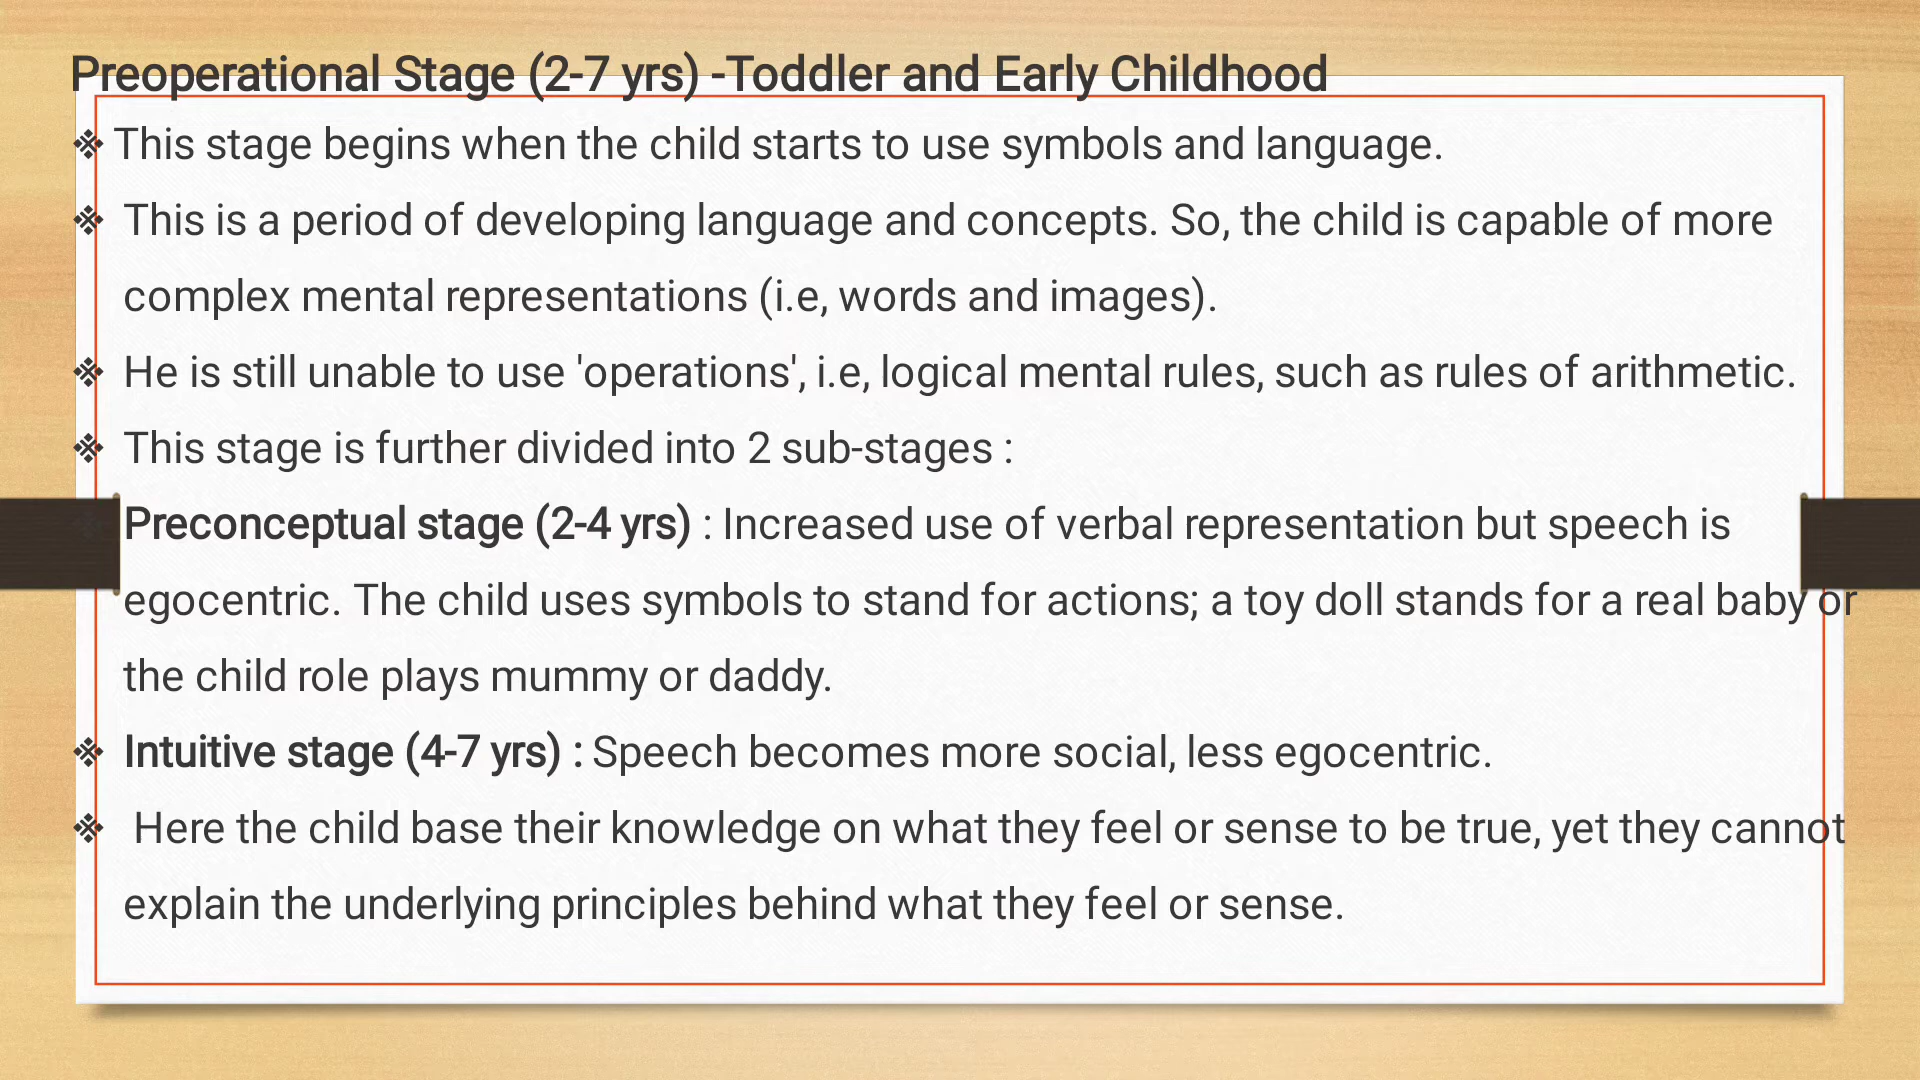 Preoperational Stage (2-7 yrs) -Toddler and Early Childhood
❖ This stage begins when the child starts to use symbols and language.
❖ This is a period of developing language and concepts. So, the child is capable of more
complex mental representations (i.e, words and images).
❖ He is still unable to use 'operations', i.e, logical mental rules, such as rules of arithmetic.
❖ This stage is further divided into 2 sub-stages :
❖ Preconceptual stage (2-4 yrs) : Increased use of verbal representation but speech is
egocentric. The child uses symbols to stand for actions; a toy doll stands for a real baby or
the child role plays mummy or daddy.
❖ Intuitive stage (4-7 yrs) : Speech becomes more social, less egocentric.
❖ Here the child base their knowledge on what they feel or sense to be true, yet they cannot
explain the underlying principles behind what they feel or sense.